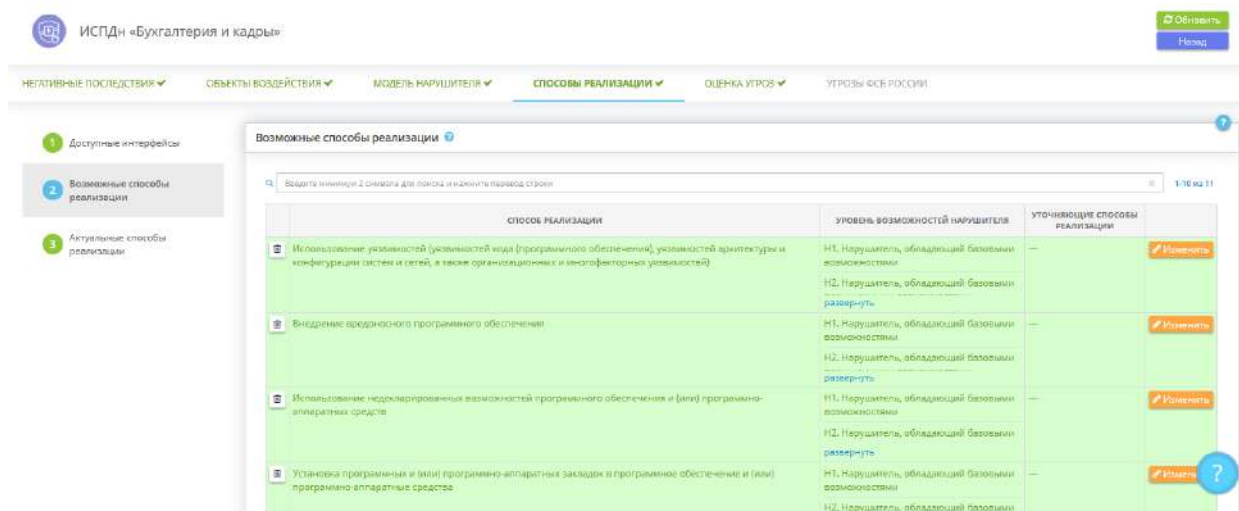 ИСПДн «Бухгалтерия и кадры»
Обновить
Назад
НЕГАТИВНЫЕ ПОСЛЕДСТВИЯ ОБЪЕКТЫ ВОЗДЕЙСТВИЯ МОДЕЛЬ НАРУШИТЕЛЯ СПОСОБЫ РЕАЛИЗАЦИИ ОЦЕНКА УГРОЗ УГРОЗЫ ФСБ РОССИИ
1 Доступные интерфейсы
2 Возможные способы
реализации
3 Актуальные способы
реализации
Возможные способы реализации ?
?
Введите минимум 2 символа для поиска и нажмите перевод строки
1-10 из 11
СПОСОБ РЕАЛИЗАЦИИ УРОВЕНЬ ВОЗМОЖНОСТЕЙ НАРУШИТЕЛЯ УТОЧНЯЮЩИЕ СПОСОБЫ
РЕАЛИЗАЦИИ
Использование уязвимостей (уязвимостей кода (программного обеспечения), уязвимостей архитектуры и
конфигурации систем и сетей, а также организационных и многофакторных уязвимостей)
Н1. Нарушитель, обладающий базовыми
возможностями
Н2. Нарушитель, обладающий базовыми
развернуть
—
Изменить
Внедрение вредоносного программного обеспечения
Н1. Нарушитель, обладающий базовыми
возможностями
Н2. Нарушитель, обладающий базовыми
развернуть
—
Изменить
Использование недекларированных возможностей программного обеспечения и (или) программно-
аппаратных средств
Н1. Нарушитель, обладающий базовыми
возможностями
Н2. Нарушитель, обладающий базовыми
развернуть
—
Изменить
Установка программных и (или) программно-аппаратных закладок в программное обеспечение и (или)
программно-аппаратные средства
Н1. Нарушитель, обладающий базовыми
возможностями
Н2. Нарушитель, обладающий базовыми
—
?